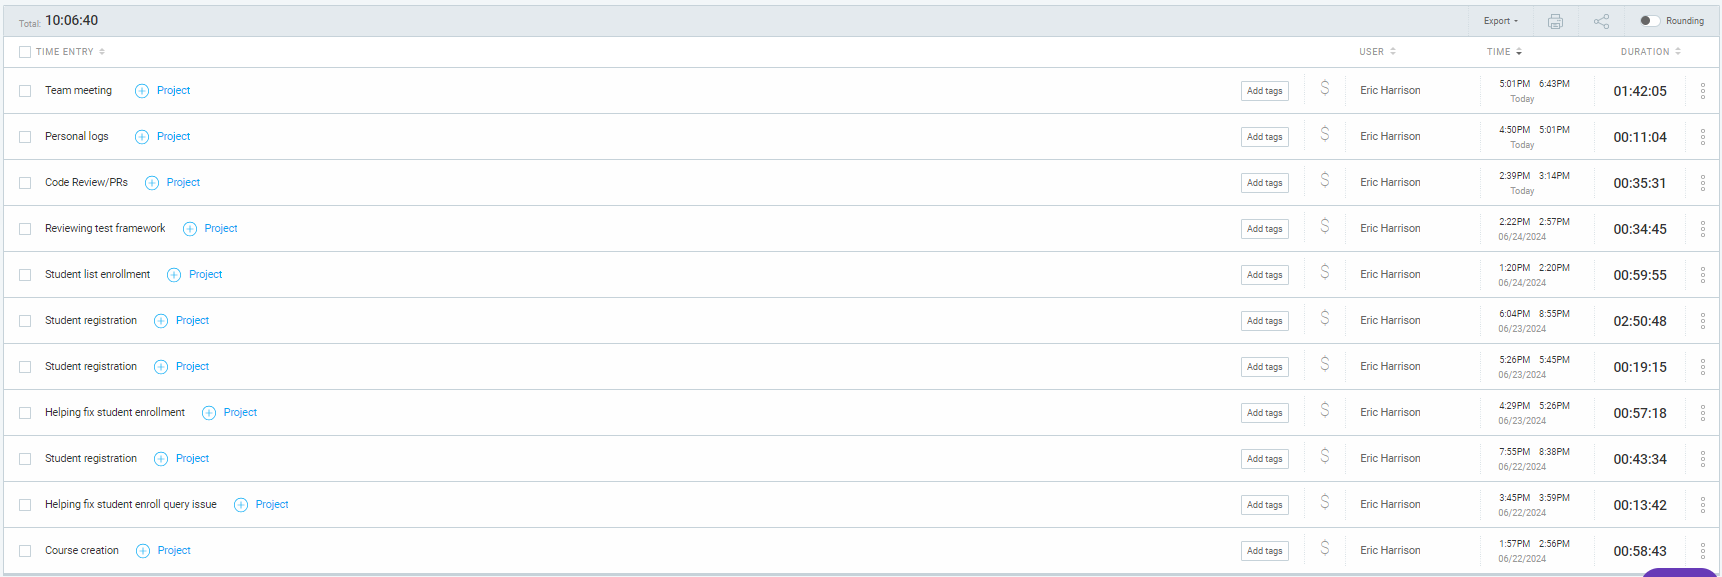 Total: 10:06:40 Export Rounding
TIME ENTRY USER TIME DURATION
Team meeting Project Add tags $ Eric Harrison 5:01PM 6:43PM 01:42:05
Today
Personal logs Project Add tags $ Eric Harrison 4:50PM 5:01PM 00:11:04
Today
Code Review/PRs Project Add tags $ Eric Harrison 2:39PM 3:14PM 00:35:31
Today
Reviewing test framework Project Add tags $ Eric Harrison 2:22PM 2:57PM 00:34:45
06/24/2024
Student list enrollment Project Add tags $ Eric Harrison 1:20PM 2:20PM 00:59:55
06/24/2024
Student registration Project Add tags $ Eric Harrison 6:04PM 8:55PM 02:50:48
06/23/2024
Student registration Project Add tags $ Eric Harrison 5:26PM 5:45PM 00:19:15
06/23/2024
Helping fix student enrollment Project Add tags $ Eric Harrison 4:29PM 5:26PM 00:57:18
06/23/2024
Student registration Project Add tags $ Eric Harrison 7:55PM 8:38PM 00:43:34
06/22/2024
Helping fix student enroll query issue Project Add tags $ Eric Harrison 3:45PM 3:59PM 00:13:42
06/22/2024
Course creation Project Add tags $ Eric Harrison 1:57PM 2:56PM 00:58:43
06/22/2024